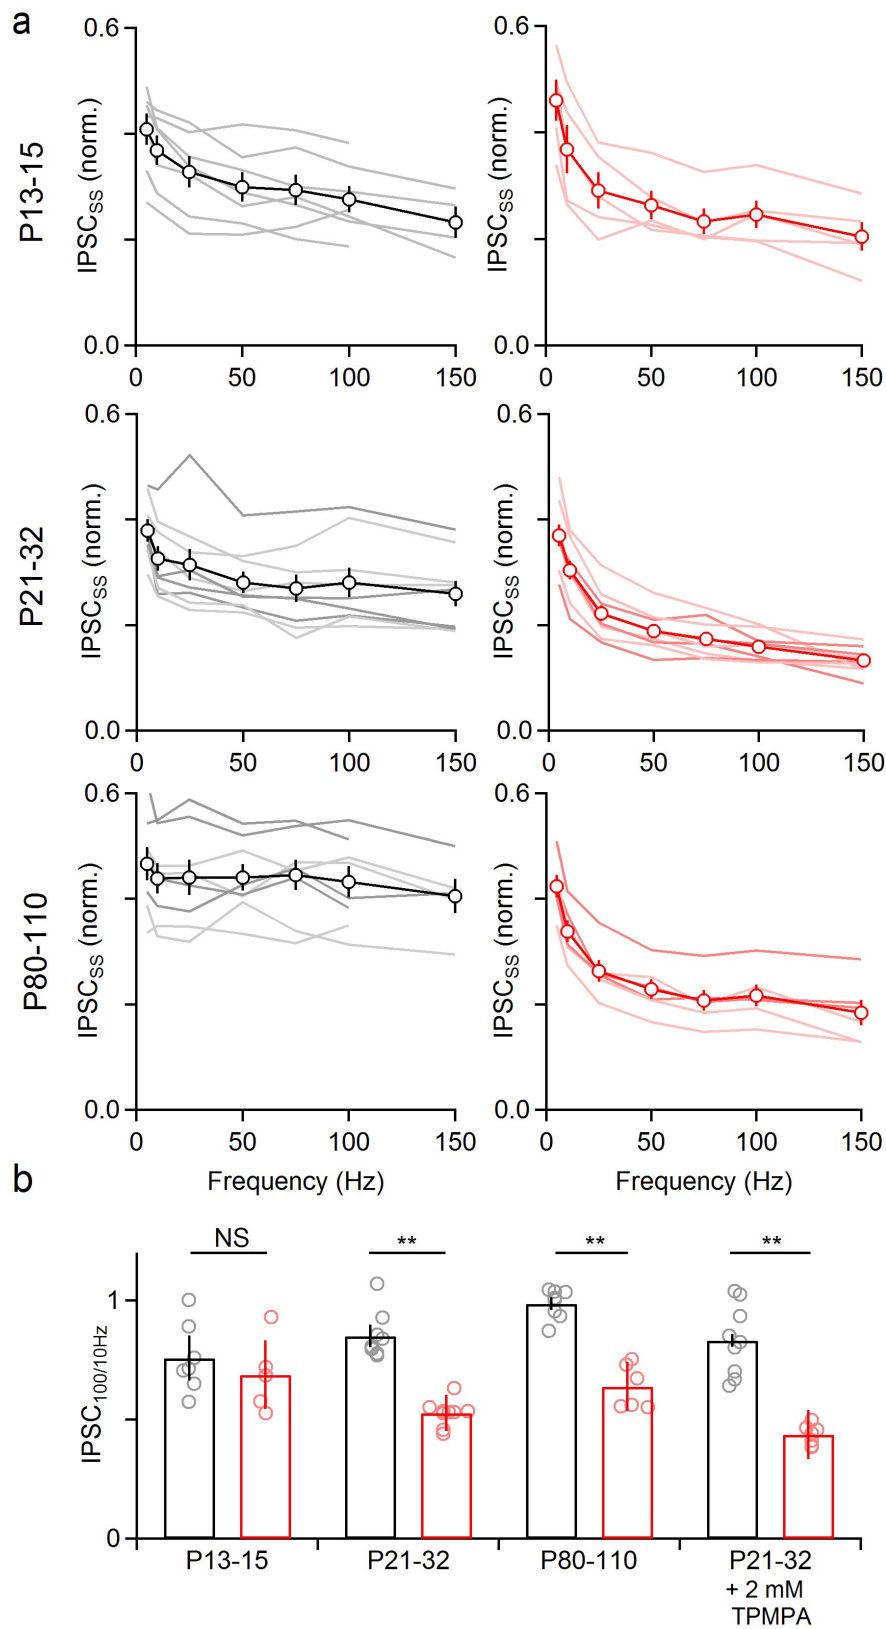 a
0.6
0.6
P13-15
IPSCSS (norm.)
IPSCSS (norm.)
0.0
0.0
0
50
100
150
0
50
100
150
0.6
0.6
P21-32
IPSCSS (norm.)
IPSCSS (norm.)
0.0
0.0
0
50
100
150
0
50
100
150
0.6
0.6
P80-110
IPSCSS (norm.)
IPSCSS (norm.)
0.0
0.0
0
50
100
150
0
50
100
150
Frequency (Hz)
Frequency (Hz)
b
NS
**
**
**
1
IPSC100/10Hz
0
P13-15
P21-32
P80-110
P21-32
+ 2 mM
TPMPA